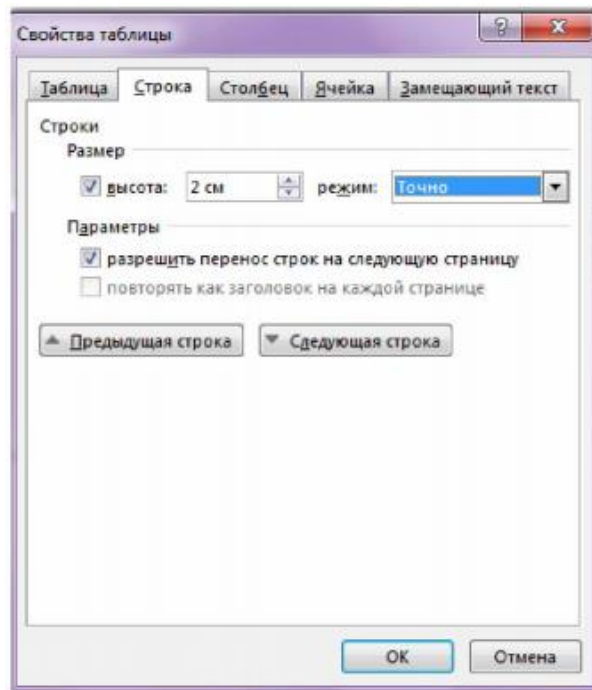 Свойства таблицы
Таблица Строка Столбец Ячейка Замещающий текст
Строки
Размер
высота: 2 см режим: Точно
Параметры
разрешить перенос строк на следующую страницу
повторять как заголовок на каждой странице
Предыдущая строка Следующая строка
ОК Отмена